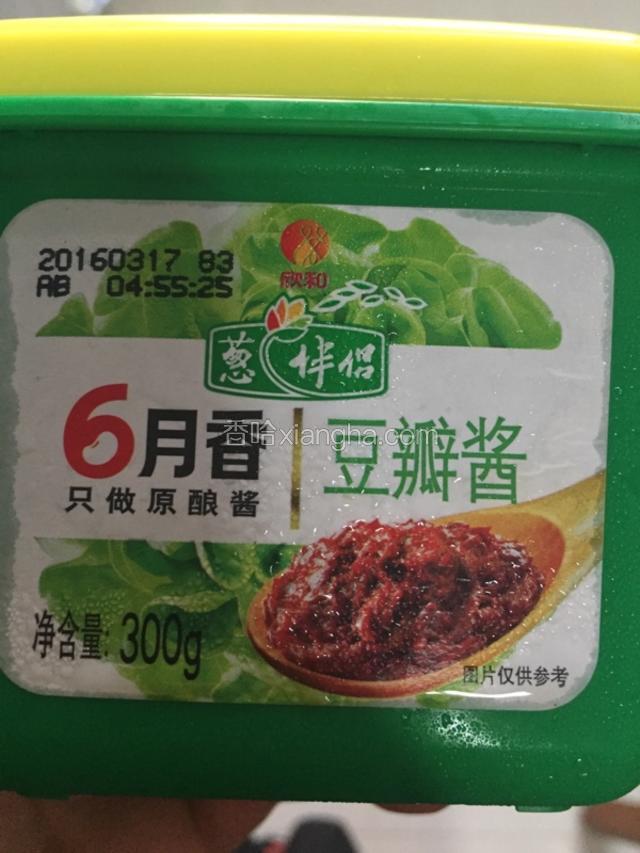 20160317 83
AB 04:55:25
欣和
葱伴侣
6月香
豆瓣酱
香哈xiangha.com
只做原酿酱
净含量: 300g
图片仅供参考